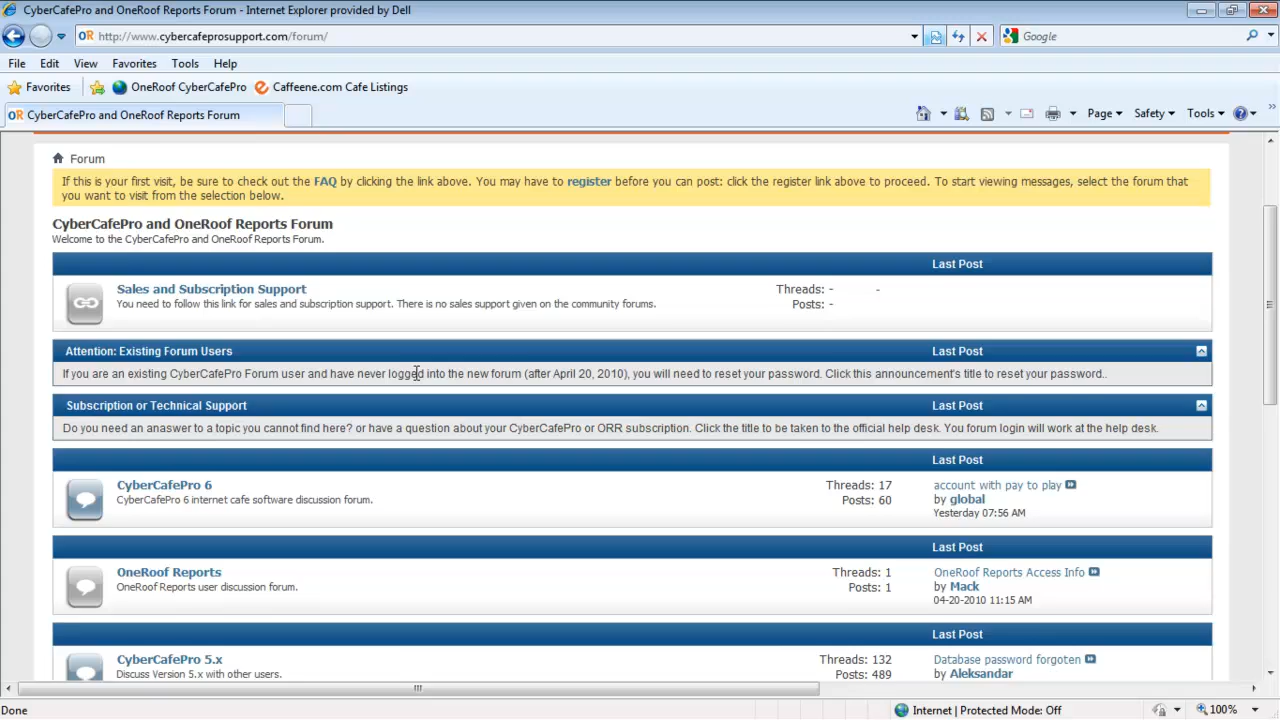 CyberCafePro and OneRoof Reports Forum - Internet Explorer provided by Dell
OR http://www.cybercafeprosupport.com/forum/ Google
File Edit View Favorites Tools Help
Favorites OneRoof CyberCafePro Caffeene.com Cafe Listings
OR CyberCafePro and OneRoof Reports Forum Page Safety Tools
Forum
If this is your first visit, be sure to check out the FAQ by clicking the link above. You may have to register before you can post: click the register link above to proceed. To start viewing messages, select the forum that
you want to visit from the selection below.
CyberCafePro and OneRoof Reports Forum
Welcome to the CyberCafePro and OneRoof Reports Forum.
Last Post
Sales and Subscription Support Threads: - -
You need to follow this link for sales and subscription support. There is no sales support given on the community forums. Posts: -
Attention: Existing Forum Users Last Post
If you are an existing CyberCafePro Forum user and have never logged into the new forum (after April 20, 2010), you will need to reset your password. Click this announcement's title to reset your password..
Subscription or Technical Support Last Post
Do you need an anaswer to a topic you cannot find here? or have a question about your CyberCafePro or ORR subscription. Click the title to be taken to the official help desk. You forum login will work at the help desk.
Last Post
CyberCafePro 6 Threads: 17 account with pay to play
CyberCafePro 6 internet cafe software discussion forum. Posts: 60 by global
Yesterday 07:56 AM
Last Post
OneRoof Reports Threads: 1 OneRoof Reports Access Info
OneRoof Reports user discussion forum. Posts: 1 by Mack
04-20-2010 11:15 AM
Last Post
CyberCafePro 5.x Threads: 132 Database password forgoten
Discuss Version 5.x with other users. Posts: 489 by Aleksandar
Done Internet | Protected Mode: Off 100%